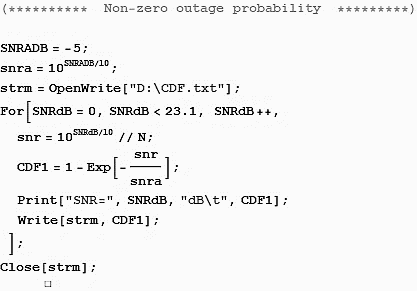 (********** Non-zero outage probability *********)
SNRADB = -5;
snra = 10^SNRADB/10;
strm = OpenWrite["D:\CDF.txt"];
For[SNRdB = 0, SNRdB < 23.1, SNRdB++,
snr = 10^SNRdB/10 // N;
CDF1 = 1 - Exp[-snr/snra];
Print["SNR=", SNRdB, "dB\t", CDF1];
Write[strm, CDF1];
];
Close[strm];